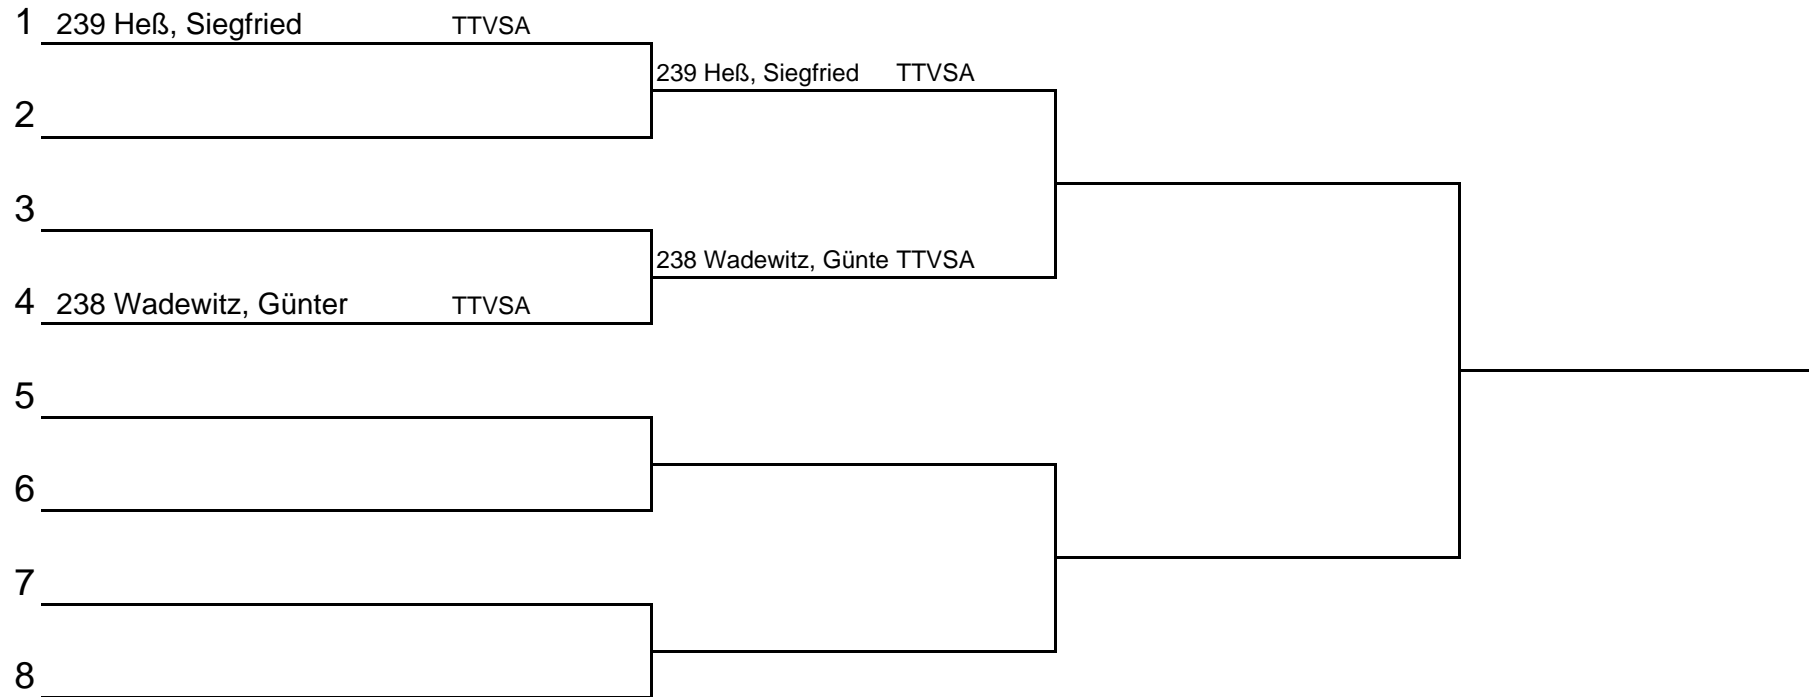 1 239 Heß, Siegfried TTVSA
239 Heß, Siegfried TTVSA
2
3
238 Wadewitz, Günte TTVSA
4 238 Wadewitz, Günter TTVSA
5
6
7
8